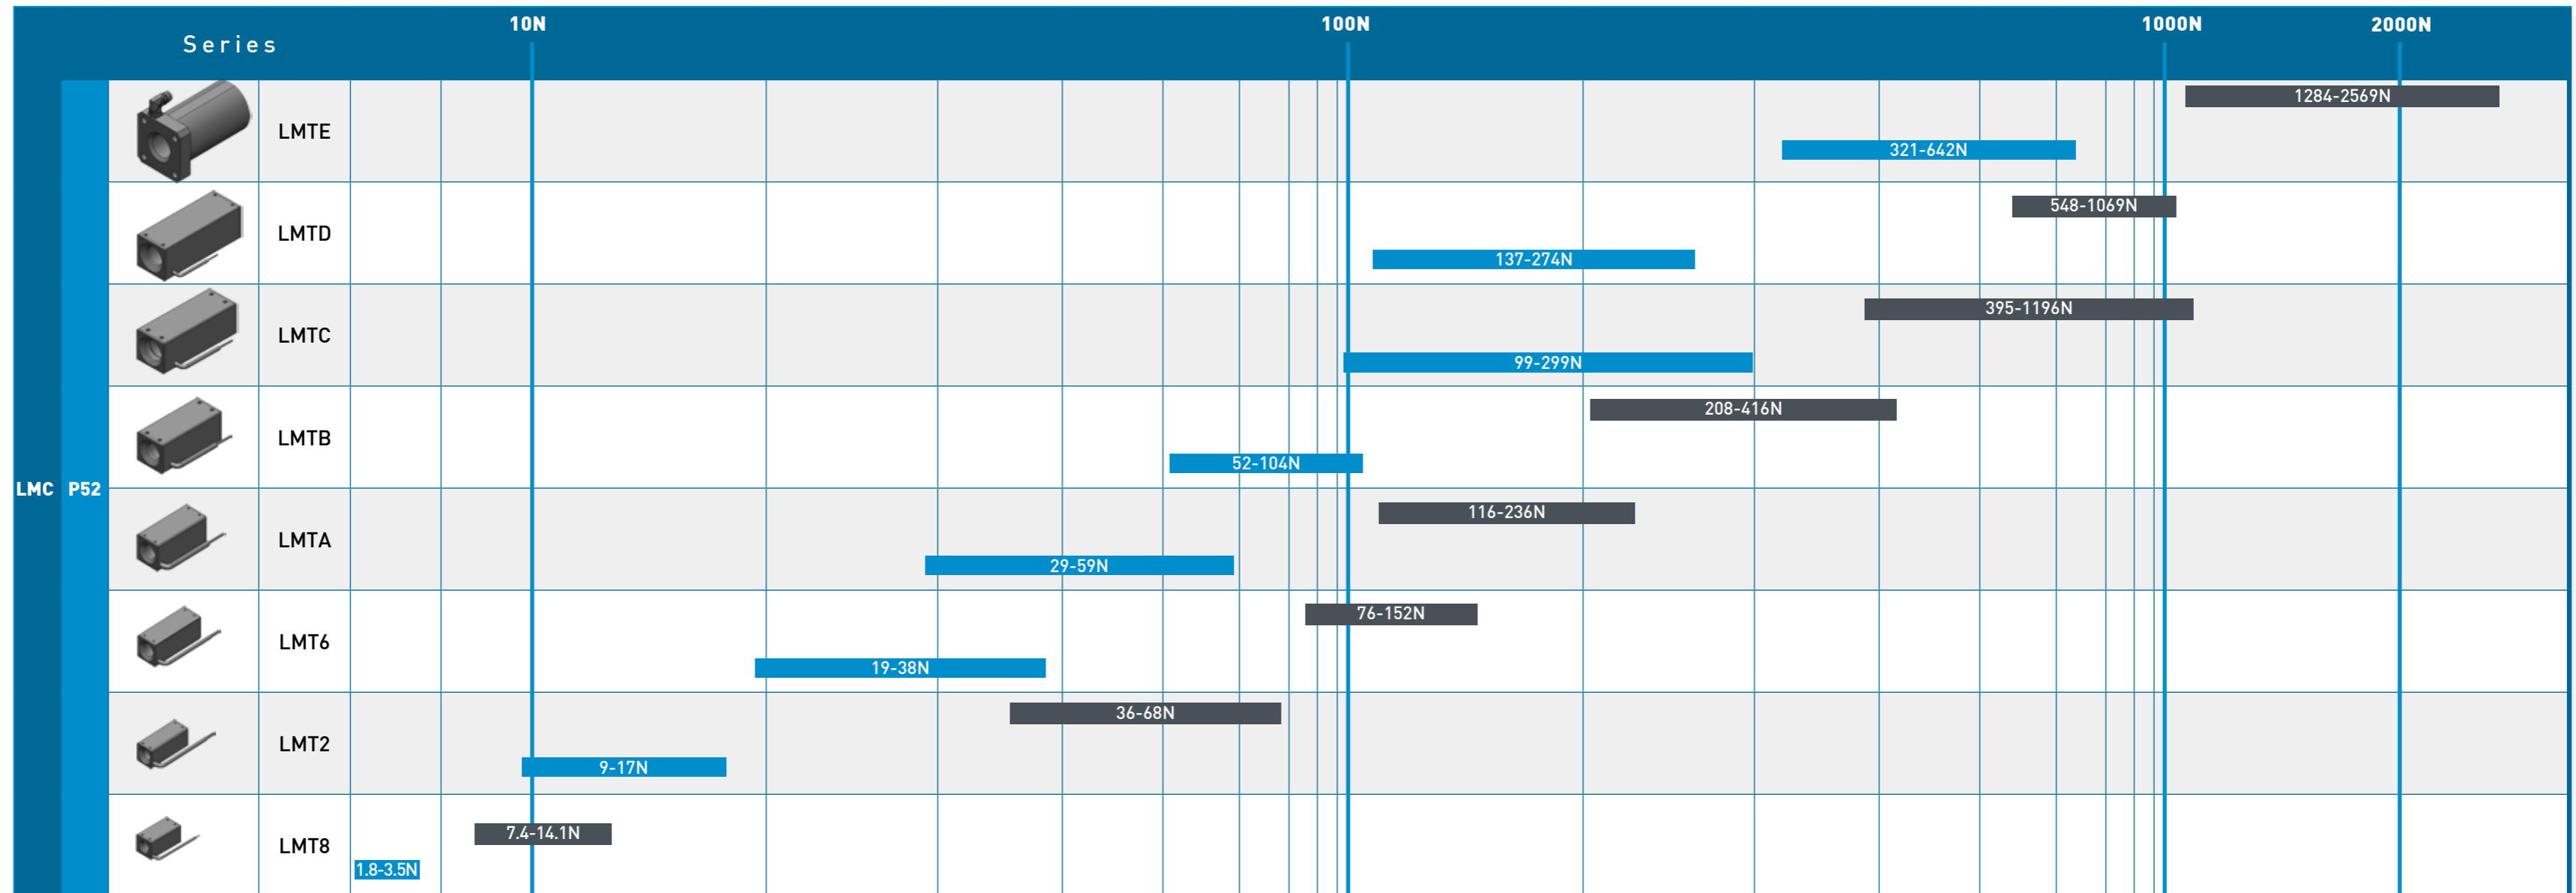 10N 100N 1000N 2000N
Series
1284-2569N
LMTE
321-642N
548-1069N
LMTD
137-274N
395-1196N
LMTC
99-299N
208-416N
LMTB
52-104N
LMC P52
116-236N
LMTA
29-59N
76-152N
LMT6
19-38N
36-68N
LMT2
9-17N
7.4-14.1N
LMT8
1.8-3.5N